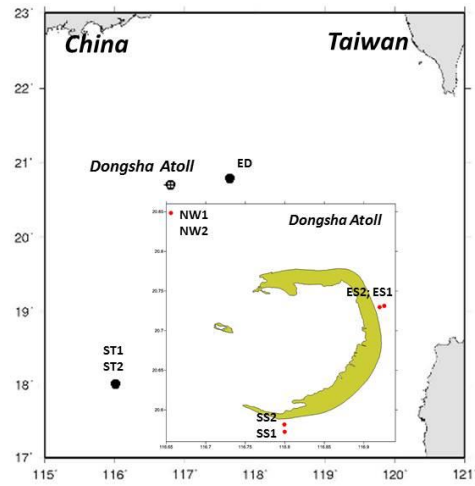 23°
China
Taiwan
22°
21°
Dongsha Atoll
ED
NW1
NW2
Dongsha Atoll
20°
ES2; ES1
19°
ST1
ST2
18°
SS2
SS1
17°
115° 116° 117° 118° 119° 120° 121°